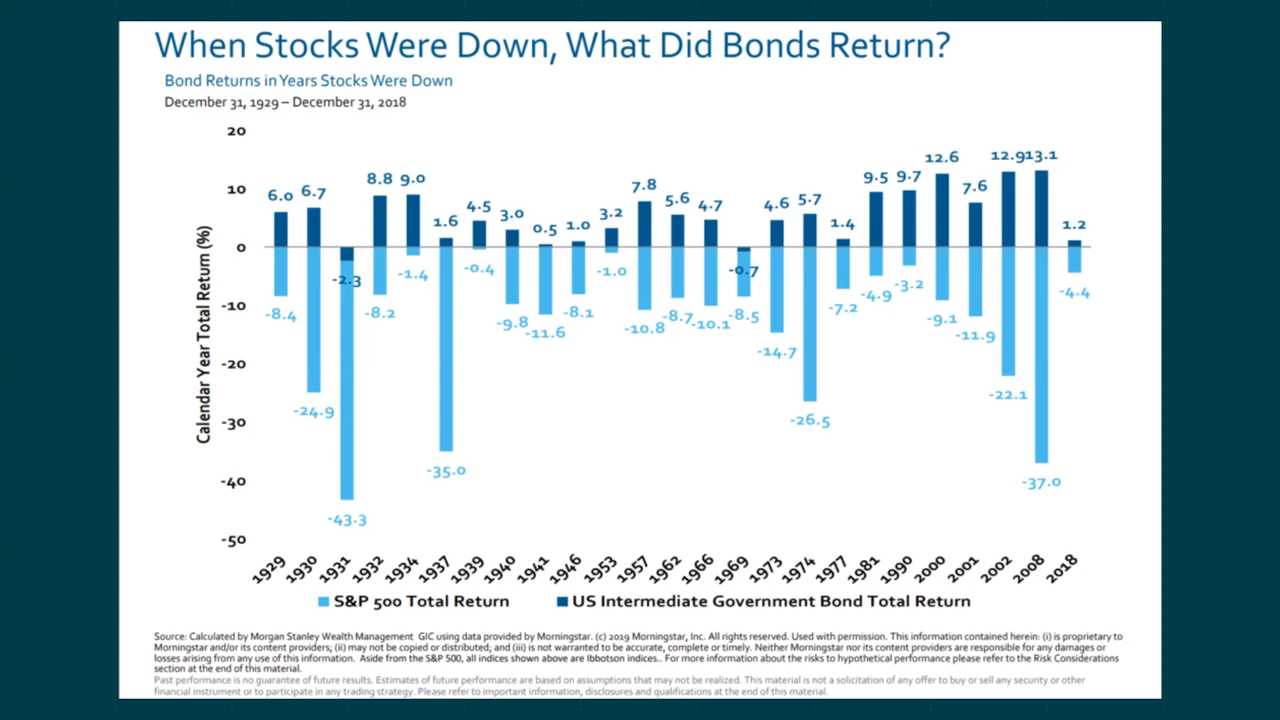 When Stocks Were Down, What Did Bonds Return?
Bond Returns in Years Stocks Were Down
December 31, 1929 – December 31, 2018
Calendar Year Total Return (%)
20
10
0
-10
-20
-30
-40
-50
6.0 6.7 -2.3 8.8 9.0 1.6 4.5 3.0 0.5 1.0 3.2 7.8 5.6 4.7 -0.7 4.6 5.7 1.4 9.5 9.7 12.6 7.6 12.9 13.1 1.2
-8.4 -24.9 -43.3 -8.2 -1.4 -35.0 -0.4 -9.8 -11.6 -8.1 -1.0 -10.8 -8.7 -10.1 -8.5 -14.7 -26.5 -7.2 -4.9 -3.2 -9.1 -11.9 -22.1 -37.0 -4.4
1929 1930 1931 1932 1934 1937 1939 1940 1941 1946 1953 1957 1962 1966 1969 1973 1974 1977 1981 1990 2000 2001 2002 2008 2018
S&P 500 Total Return US Intermediate Government Bond Total Return
Source: Calculated by Morgan Stanley Wealth Management GIC using data provided by Morningstar. (c) 2019 Morningstar, Inc. All rights reserved. Used with permission. This information contained herein: (i) is proprietary to
Morningstar and/or its content providers; (ii) may not be copied or distributed; and (iii) is not warranted to be accurate, complete or timely. Neither Morningstar nor its content providers are responsible for any damages or
losses arising from any use of this information. Aside from the S&P 500, all indices shown above are Ibbotson indices.. For more information about the risks to hypothetical performance please refer to the Risk Considerations
section at the end of this material.
Past performance is no guarantee of future results. Estimates of future performance are based on assumptions that may not be realized. This material is not a solicitation of any offer to buy or sell any security or other
financial instrument or to participate in any trading strategy. Please refer to important information, disclosures and qualifications at the end of this material.